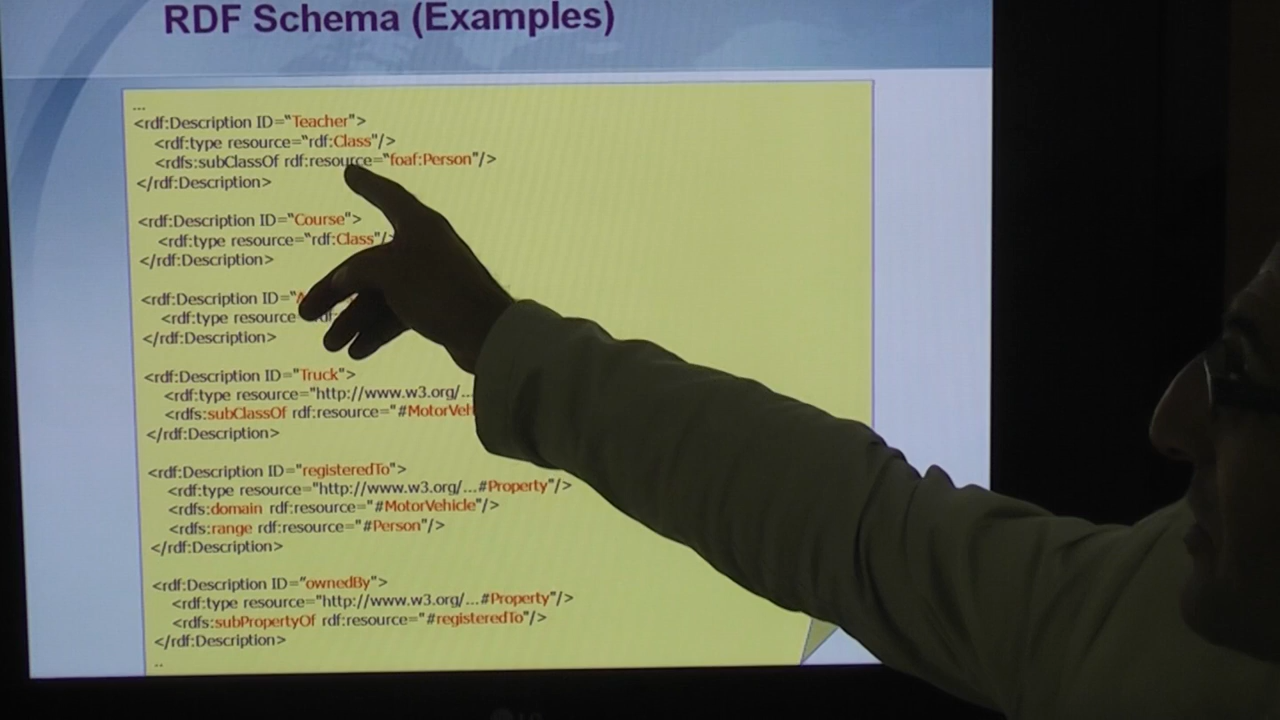 RDF Schema (Examples)
...
<rdf:Description ID="Teacher">
<rdf:type resource="rdf:Class"/>
<rdfs:subClassOf rdf:resource="foaf:Person"/>
</rdf:Description>
<rdf:Description ID="Course">
<rdf:type resource="rdf:Class"/
</rdf:Description>
<rdf:Description ID="
<rdf:type resource
</rdf:Description>
<rdf:Description ID="Truck">
<rdf:type resource="http://www.w3.org/...
<rdfs:subClassOf rdf:resource="#MotorVeh
</rdf:Description>
<rdf:Description ID="registeredTo">
<rdf:type resource="http://www.w3.org/...#Property"/>
<rdfs:domain rdf:resource="#MotorVehicle"/>
<rdfs:range rdf:resource="#Person"/>
</rdf:Description>
<rdf:Description ID="ownedBy">
<rdf:type resource="http://www.w3.org/...#Property"/>
<rdfs:subPropertyOf rdf:resource="#registeredTo"/>
</rdf:Description>
..